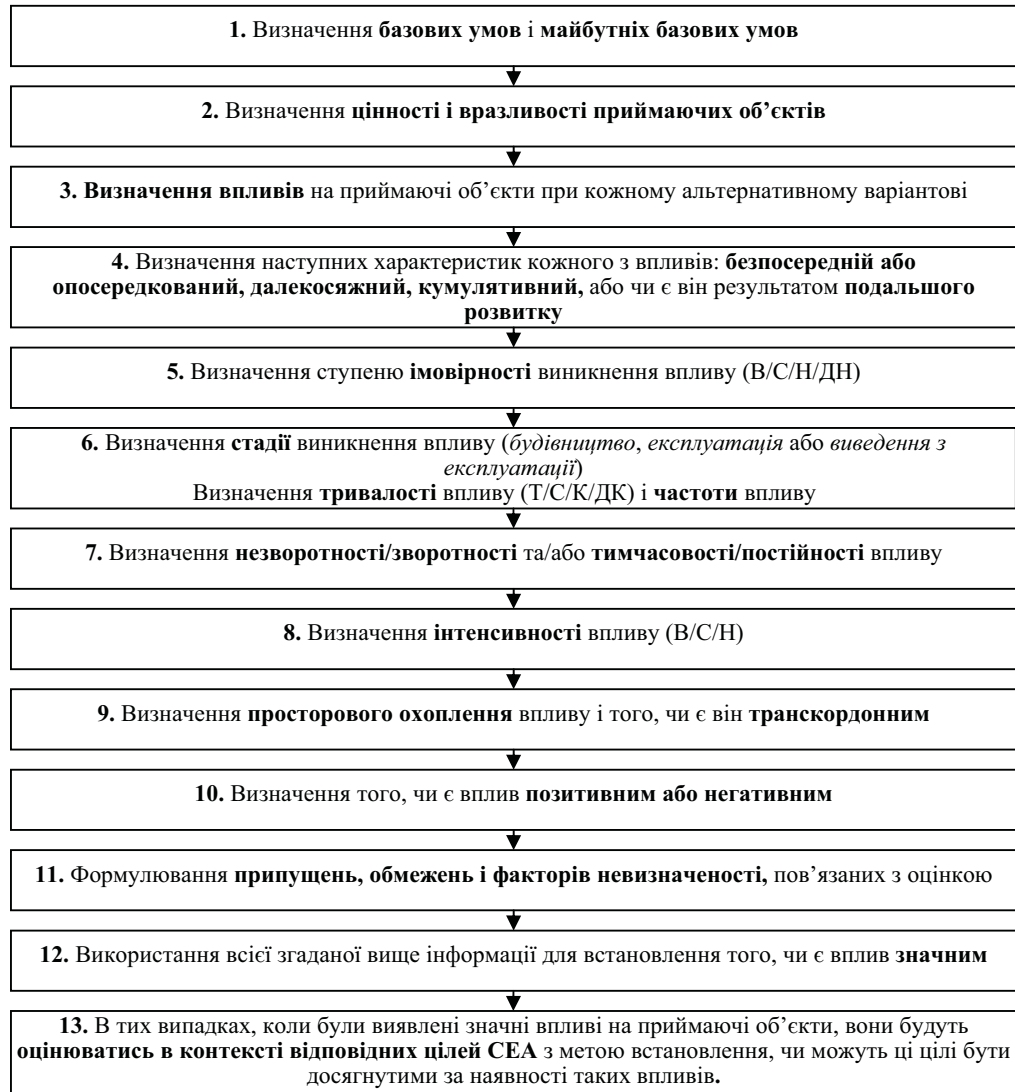 1. Визначення базових умов і майбутніх базових умов
2. Визначення цінності і вразливості приймаючих об’єктів
3. Визначення впливів на приймаючі об’єкти при кожному альтернативному варіантові
4. Визначення наступних характеристик кожного з впливів: безпосередній або
опосередкований, далекосяжний, кумулятивний, або чи є він результатом подальшого
розвитку
5. Визначення ступеню імовірності виникнення впливу (В/С/Н/ДН)
6. Визначення стадії виникнення впливу (будівництво, експлуатація або виведення з
експлуатації)
Визначення тривалості впливу (Т/С/К/ДК) і частоти впливу
7. Визначення незворотності/зворотності та/або тимчасовості/постійності впливу
8. Визначення інтенсивності впливу (В/С/Н)
9. Визначення просторового охоплення впливу і того, чи є він транскордонним
10. Визначення того, чи є вплив позитивним або негативним
11. Формулювання припущень, обмежень і факторів невизначеності, пов’язаних з оцінкою
12. Використання всієї згаданої вище інформації для встановлення того, чи є вплив значним
13. В тих випадках, коли були виявлені значні впливі на приймаючі об’єкти, вони будуть
оцінюватись в контексті відповідних цілей СЕА з метою встановлення, чи можуть ці цілі бути
досягнутими за наявності таких впливів.